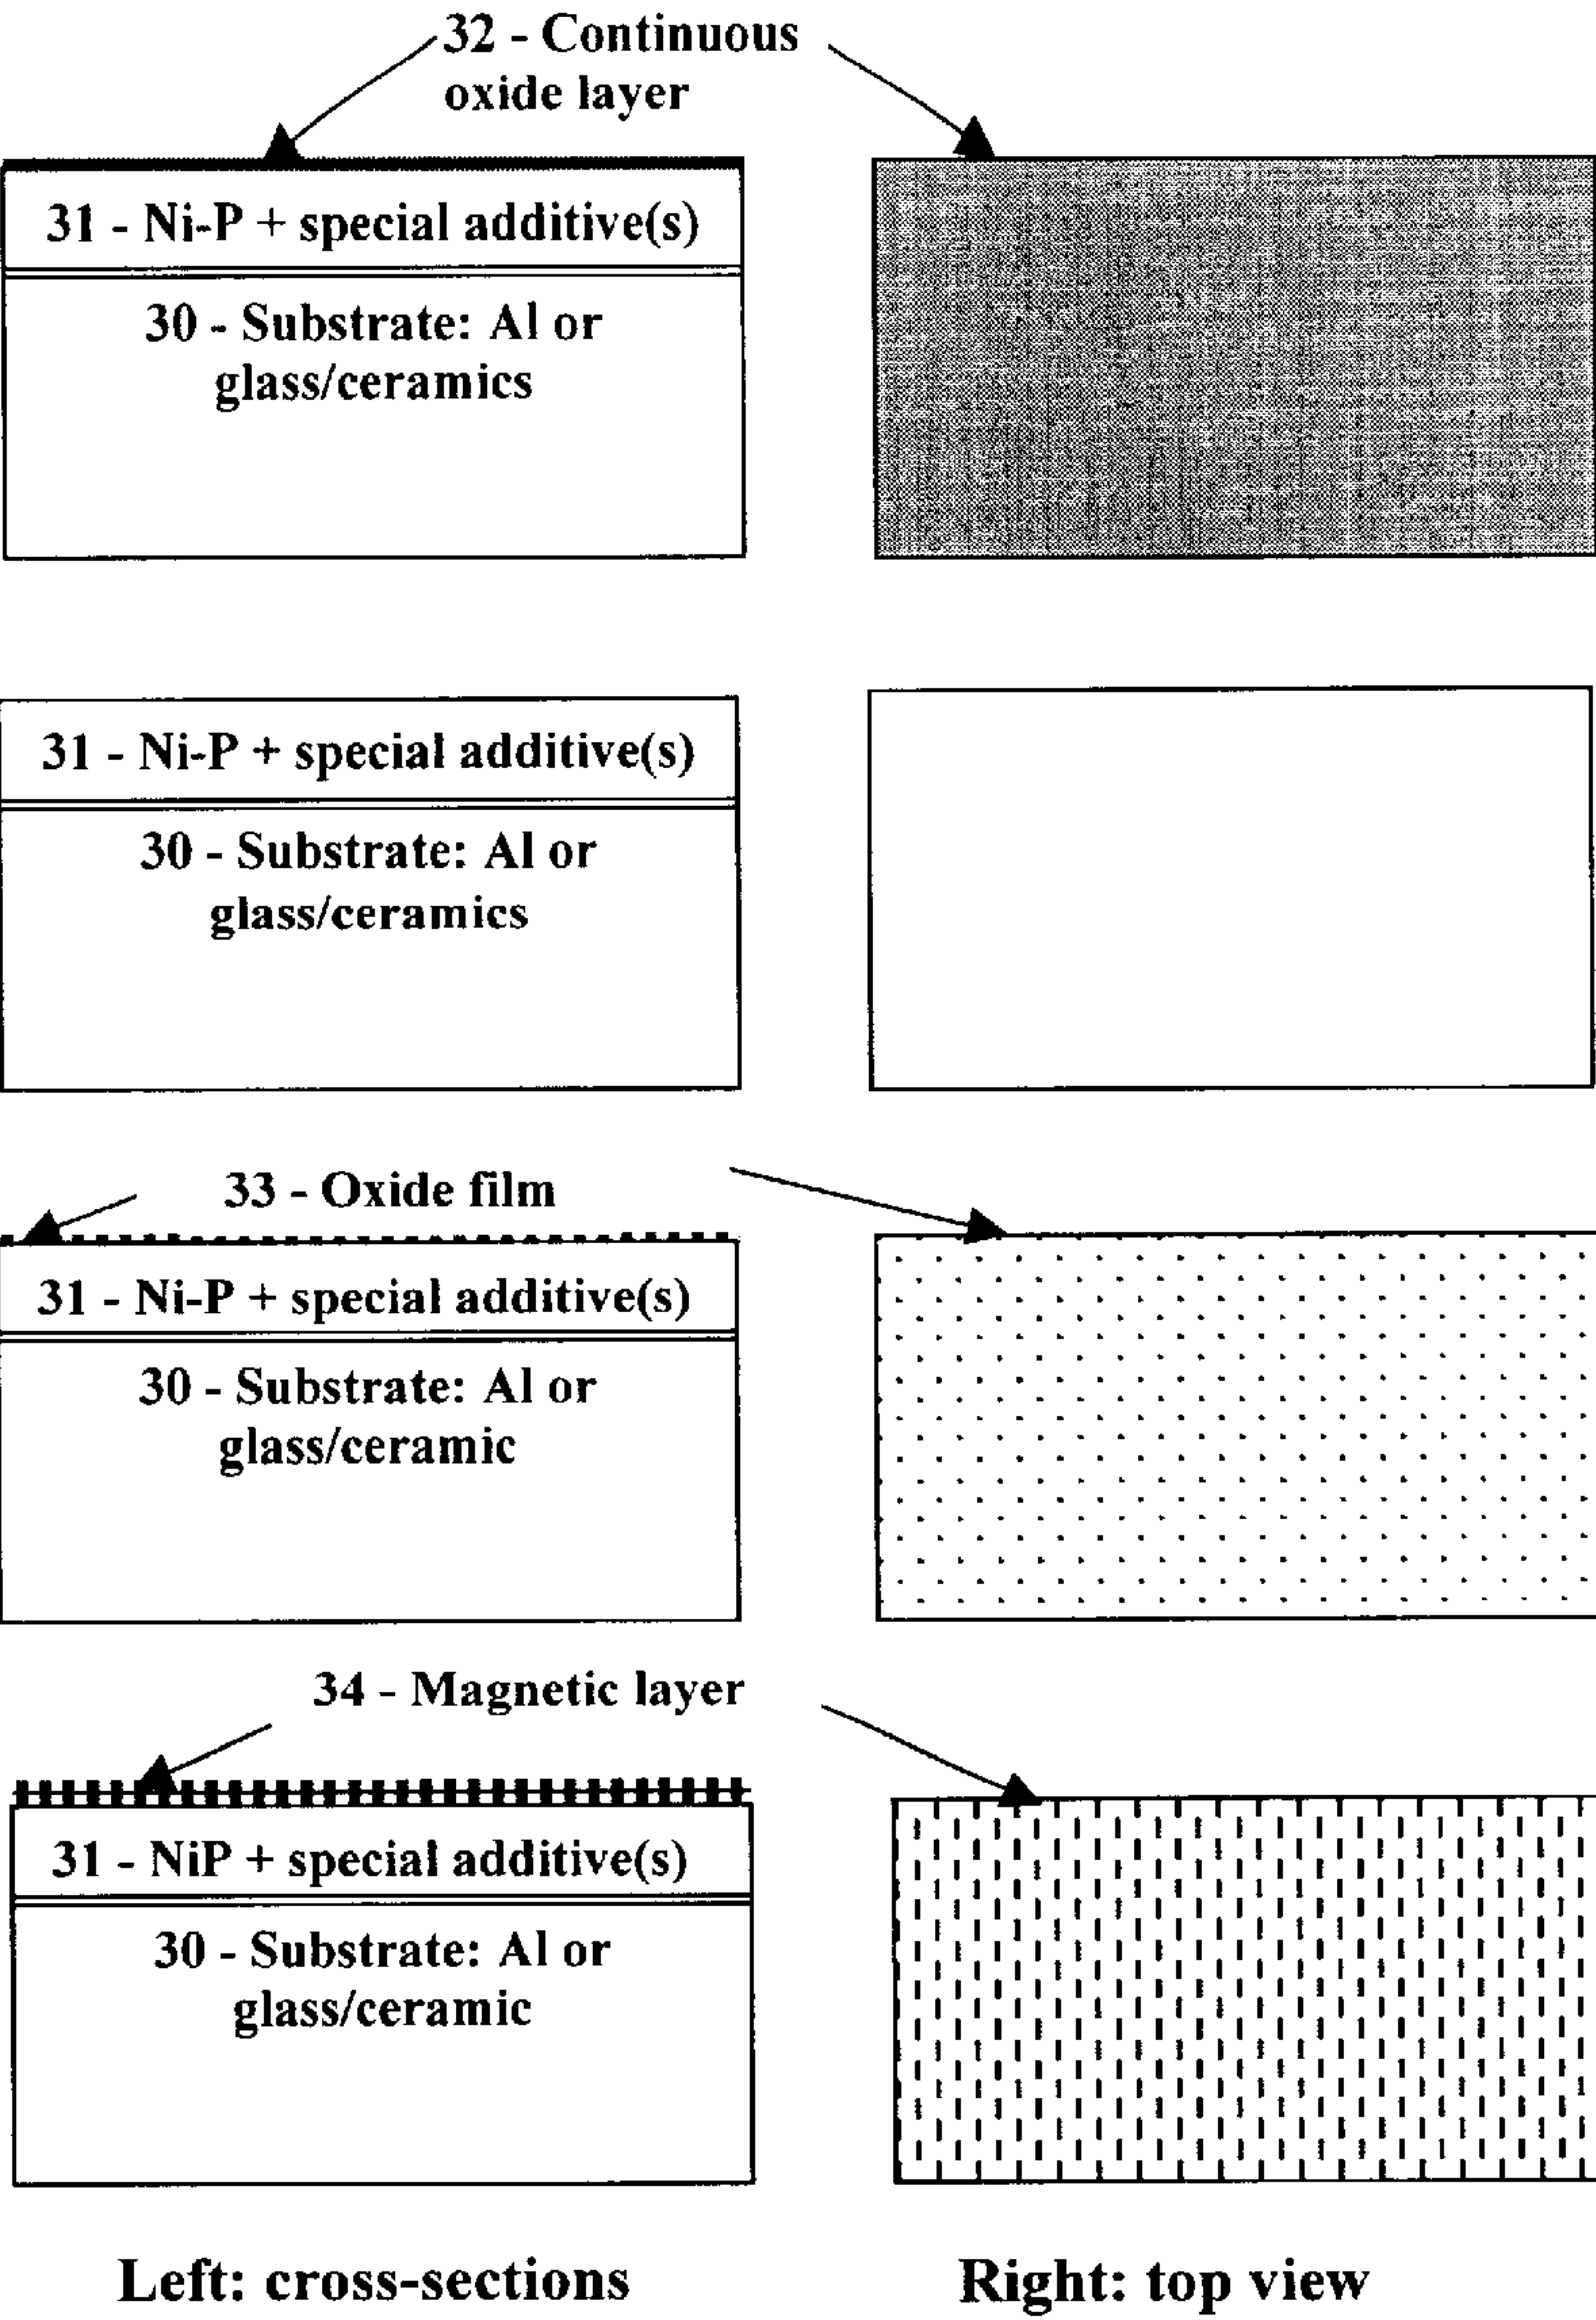 32 - Continuous
oxide layer
31 - Ni-P + special additive(s)
30 - Substrate: Al or
glass/ceramics
31 - Ni-P + special additive(s)
30 - Substrate: Al or
glass/ceramics
33 - Oxide film
31 - Ni-P + special additive(s)
30 - Substrate: Al or
glass/ceramic
34 - Magnetic layer
31 - NiP + special additive(s)
30 - Substrate: Al or
glass/ceramic
Left: cross-sections
Right: top view